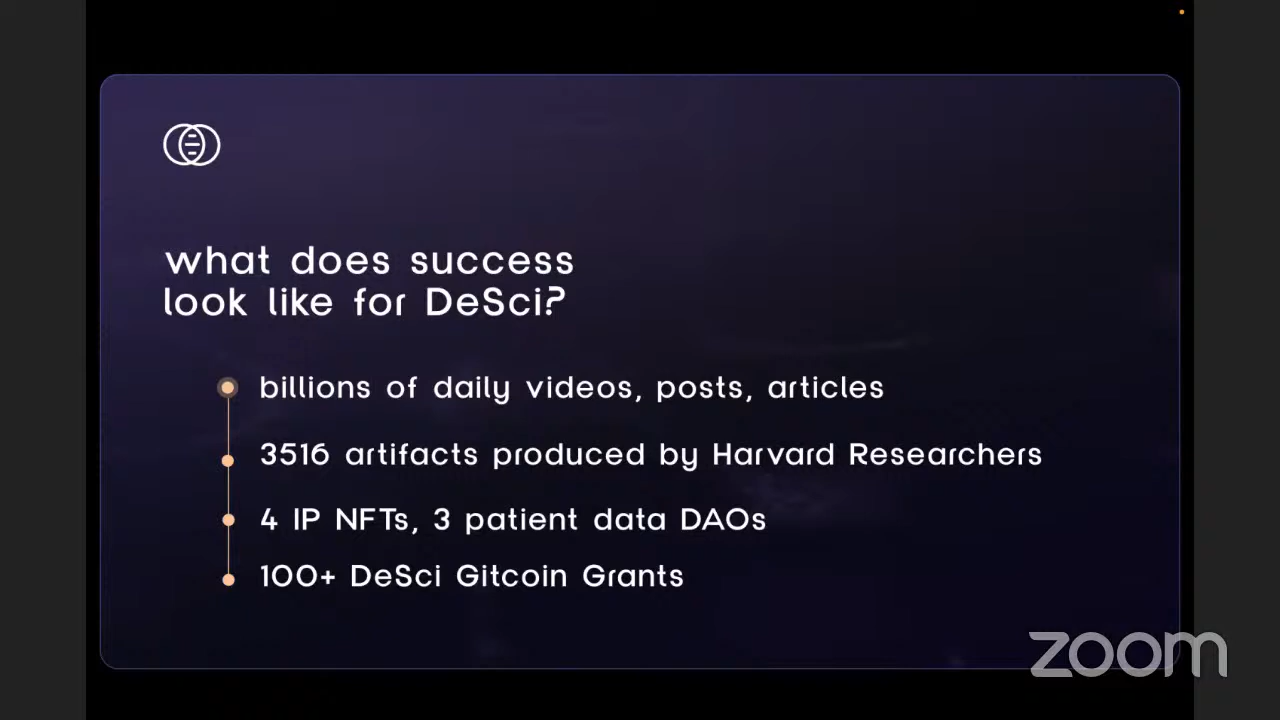 what does success
look like for DeSci?
billions of daily videos, posts, articles
3516 artifacts produced by Harvard Researchers
4 IP NFTs, 3 patient data DAOs
100+ DeSci Gitcoin Grants
zoom